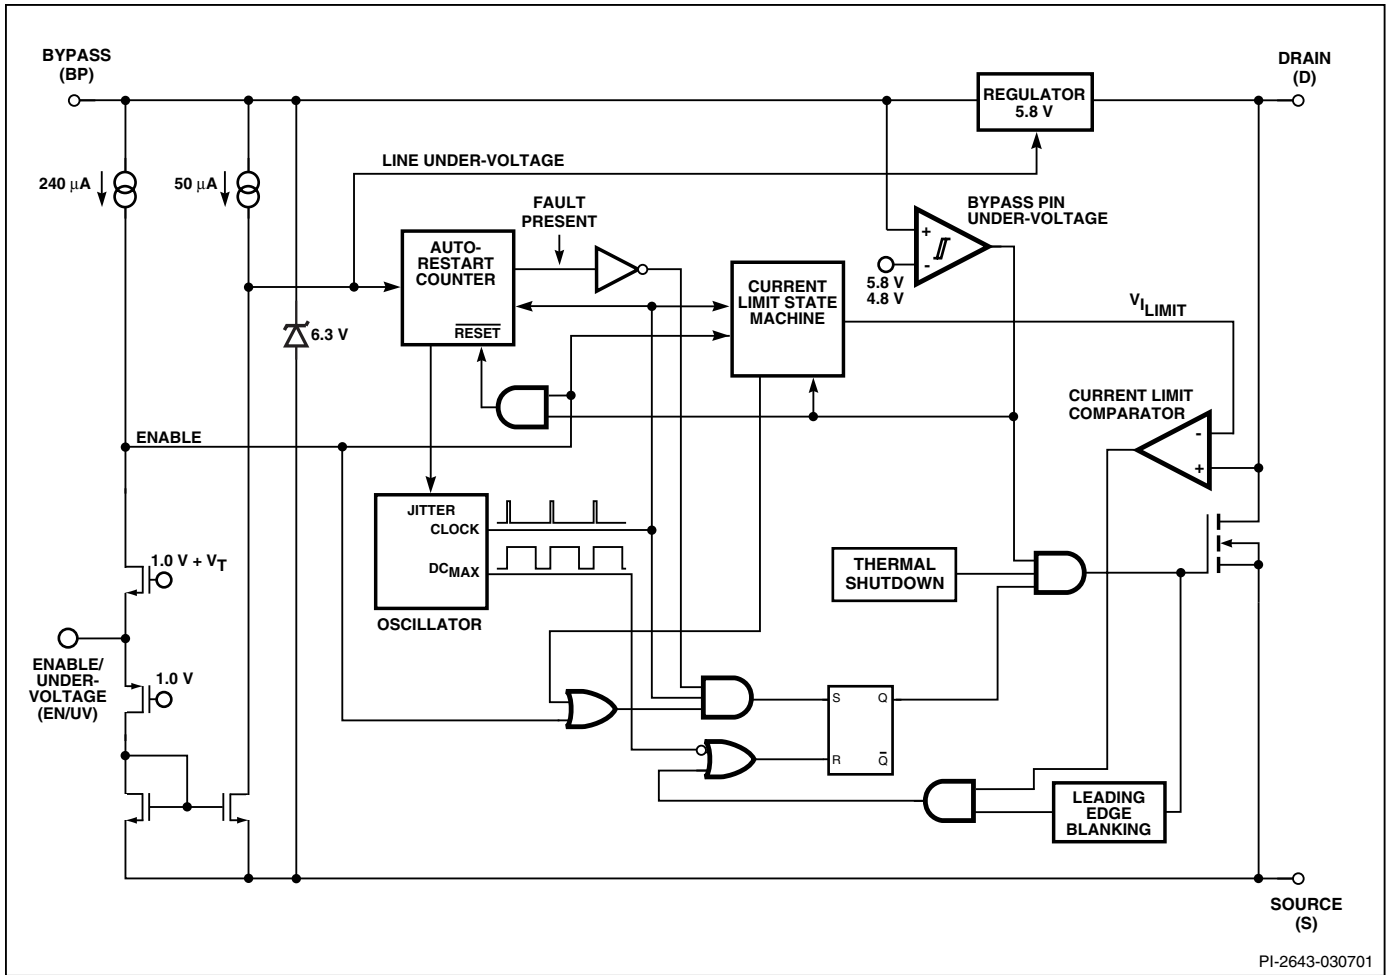 BYPASS
(BP)
DRAIN
(D)
REGULATOR
5.8 V
LINE UNDER-VOLTAGE
240 µA
50 µA
FAULT
PRESENT
BYPASS PIN
UNDER-VOLTAGE
+
-
5.8 V
4.8 V
AUTO-
RESTART
COUNTER
RESET
CURRENT
LIMIT STATE
MACHINE
VILIMIT
6.3 V
CURRENT LIMIT
COMPARATOR
-
+
ENABLE
JITTER
CLOCK
DCMAX
OSCILLATOR
1.0 V + VT
THERMAL
SHUTDOWN
ENABLE/
UNDER-
VOLTAGE
(EN/UV)
1.0 V
S
Q
R
Q
LEADING
EDGE
BLANKING
SOURCE
(S)
PI-2643-030701